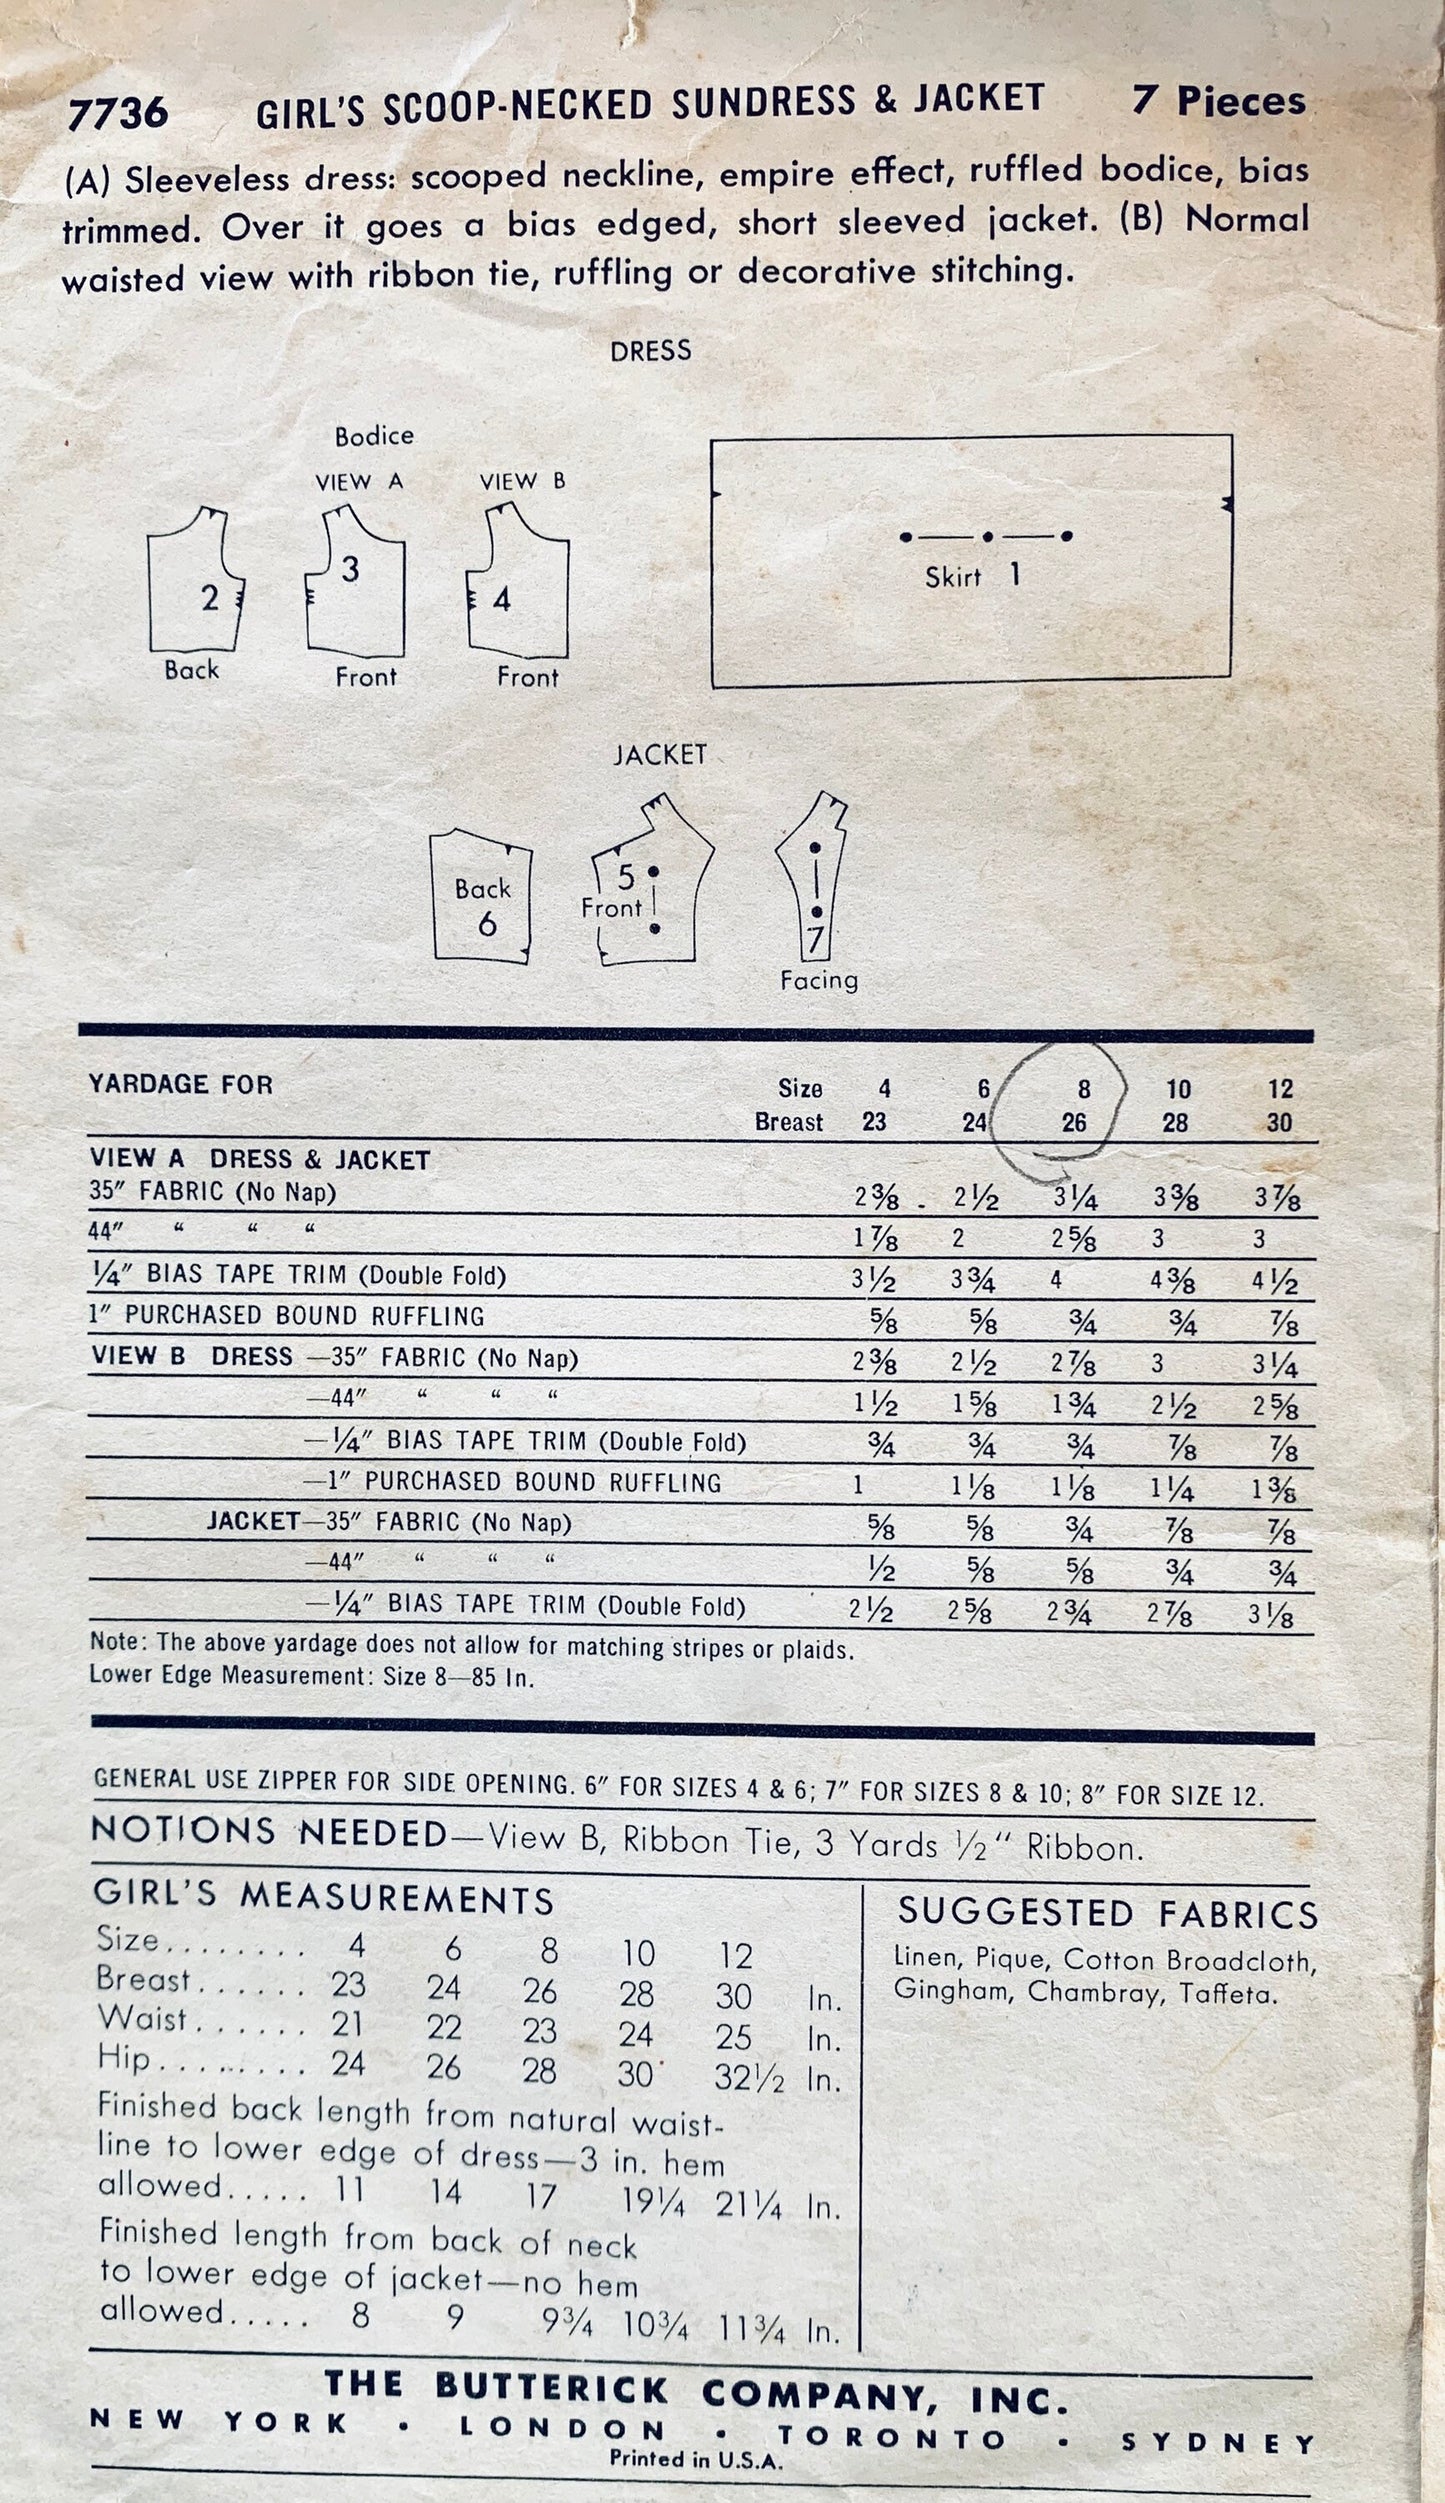 7736 GIRL'S SCOOP-NECKED SUNDRESS & JACKET 7 Pieces
(A) Sleeveless dress: scooped neckline, empire effect, ruffled bodice, bias
trimmed. Over it goes a bias edged, short sleeved jacket. (B) Normal
waisted view with ribbon tie, ruffling or decorative stitching.
DRESS
Bodice
VIEW A VIEW B
2 3 4
Back Front Front
Skirt 1
JACKET
Back
6
5
Front
7
Facing
YARDAGE FOR Size 4 6 8 10 12
Breast 23 24 26 28 30
VIEW A DRESS & JACKET
35" FABRIC (No Nap) 2⅜ 2½ 3¼ 3⅜ 3⅞
44" " " " 1⅞ 2 2⅝ 3 3
¼" BIAS TAPE TRIM (Double Fold) 3½ 3¾ 4 4⅜ 4½
1" PURCHASED BOUND RUFFLING ⅝ ⅝ ¾ ¾ ⅞
VIEW B DRESS —35" FABRIC (No Nap) 2⅜ 2½ 2⅞ 3 3¼
—44" " " " 1½ 1⅝ 1¾ 2½ 2⅝
—¼" BIAS TAPE TRIM (Double Fold) ¾ ¾ ¾ ⅞ ⅞
—1" PURCHASED BOUND RUFFLING 1 1⅛ 1⅛ 1¼ 1⅜
JACKET—35" FABRIC (No Nap) ⅝ ⅝ ¾ ⅞ ⅞
—44" " " " ½ ⅝ ⅝ ¾ ¾
—¼" BIAS TAPE TRIM (Double Fold) 2½ 2⅝ 2¾ 2⅞ 3⅛
Note: The above yardage does not allow for matching stripes or plaids.
Lower Edge Measurement: Size 8—85 In.
GENERAL USE ZIPPER FOR SIDE OPENING. 6" FOR SIZES 4 & 6; 7" FOR SIZES 8 & 10; 8" FOR SIZE 12.
NOTIONS NEEDED—View B, Ribbon Tie, 3 Yards ½" Ribbon.
GIRL'S MEASUREMENTS
Size........ 4 6 8 10 12
Breast...... 23 24 26 28 30 In.
Waist...... 21 22 23 24 25 In.
Hip......... 24 26 28 30 32½ In.
Finished back length from natural waist-
line to lower edge of dress—3 in. hem
allowed..... 11 14 17 19¼ 21¼ In.
Finished length from back of neck
to lower edge of jacket—no hem
allowed..... 8 9 9¾ 10¾ 11¾ In.
SUGGESTED FABRICS
Linen, Pique, Cotton Broadcloth,
Gingham, Chambray, Taffeta.
THE BUTTERICK COMPANY, INC.
NEW YORK • LONDON • TORONTO • SYDNEY
Printed in U.S.A.